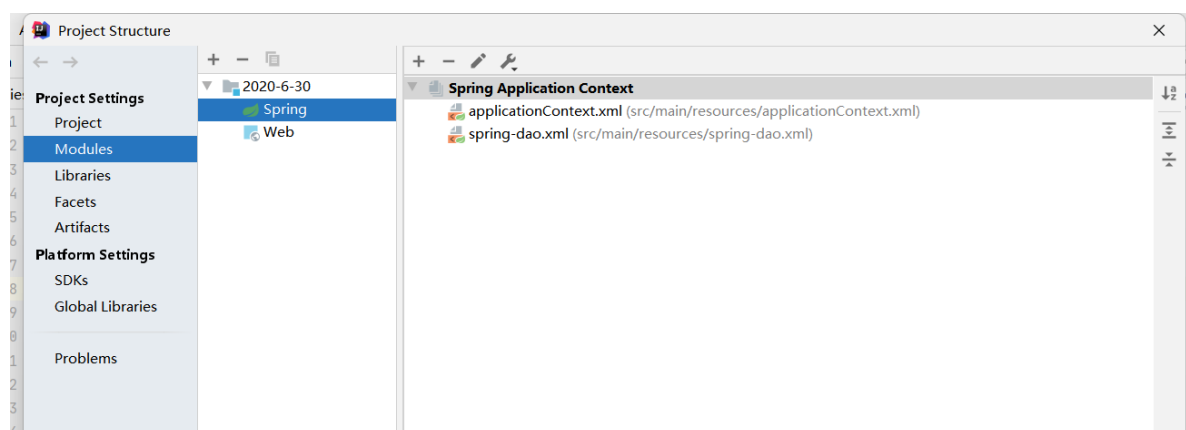 Project Structure
Project Settings
Project
Modules
Libraries
Facets
Artifacts
Platform Settings
SDKs
Global Libraries
Problems
2020-6-30
Spring
Web
Spring Application Context
applicationContext.xml (src/main/resources/applicationContext.xml)
spring-dao.xml (src/main/resources/spring-dao.xml)